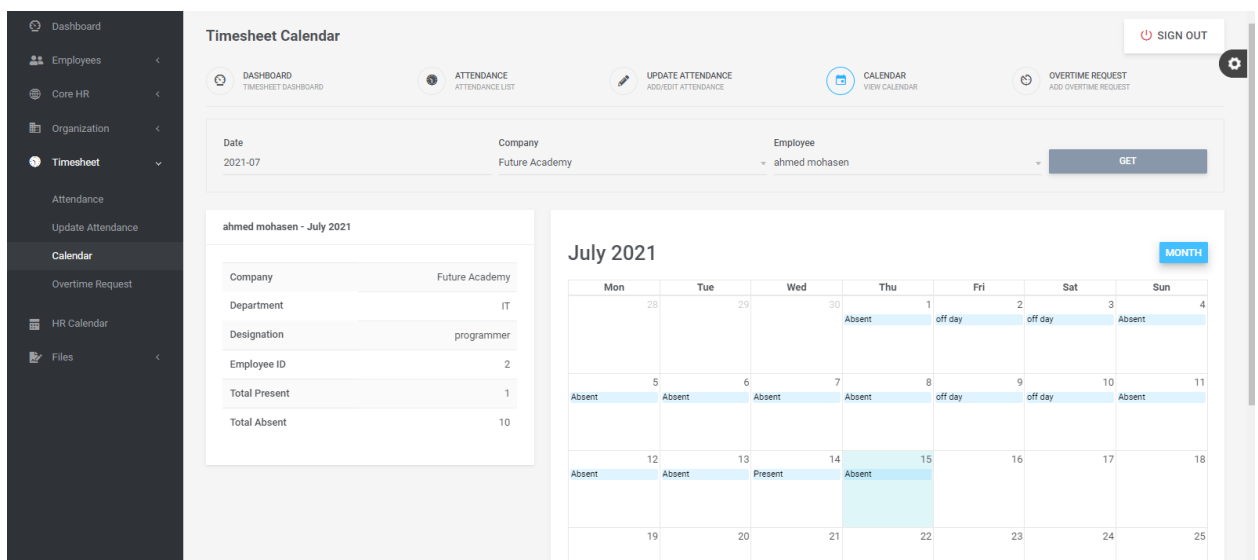 Dashboard
Employees
Core HR
Organization
Timesheet
Attendance
Update Attendance
Calendar
Overtime Request
HR Calendar
Files
Timesheet Calendar
SIGN OUT
DASHBOARD
TIMESHEET DASHBOARD
ATTENDANCE
ATTENDANCE LIST
UPDATE ATTENDANCE
ADD/EDIT ATTENDANCE
CALENDAR
VIEW CALENDAR
OVERTIME REQUEST
ADD OVERTIME REQUEST
Date Company Employee
2021-07 Future Academy ahmed mohasen GET
ahmed mohasen - July 2021
Company Future Academy
Department IT
Designation programmer
Employee ID 2
Total Present 1
Total Absent 10
July 2021 MONTH
Mon Tue Wed Thu Fri Sat Sun
28 29 30 1 2 3 4
Absent off day off day Absent
5 6 7 8 9 10 11
Absent Absent Absent Absent off day off day Absent
12 13 14 15 16 17 18
Absent Absent Present Absent
19 20 21 22 23 24 25